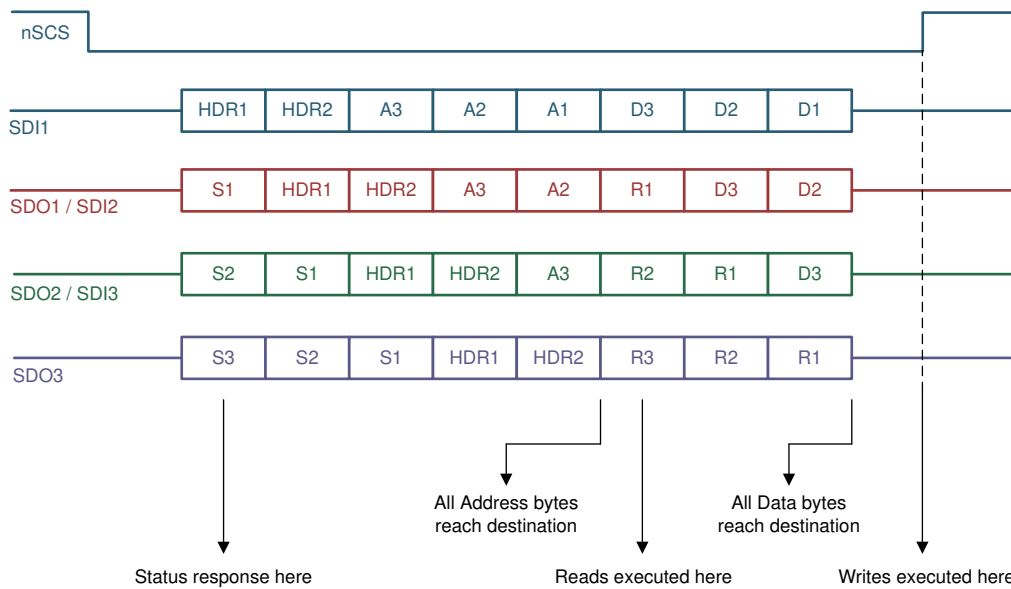 nSCS
HDR1 HDR2 A3 A2 A1 D3 D2 D1
SDI1
S1 HDR1 HDR2 A3 A2 R1 D3 D2
SDO1 / SDI2
S2 S1 HDR1 HDR2 A3 R2 R1 D3
SDO2 / SDI3
S3 S2 S1 HDR1 HDR2 R3 R2 R1
SDO3
All Address bytes
reach destination
All Data bytes
reach destination
Status response here
Reads executed here
Writes executed here